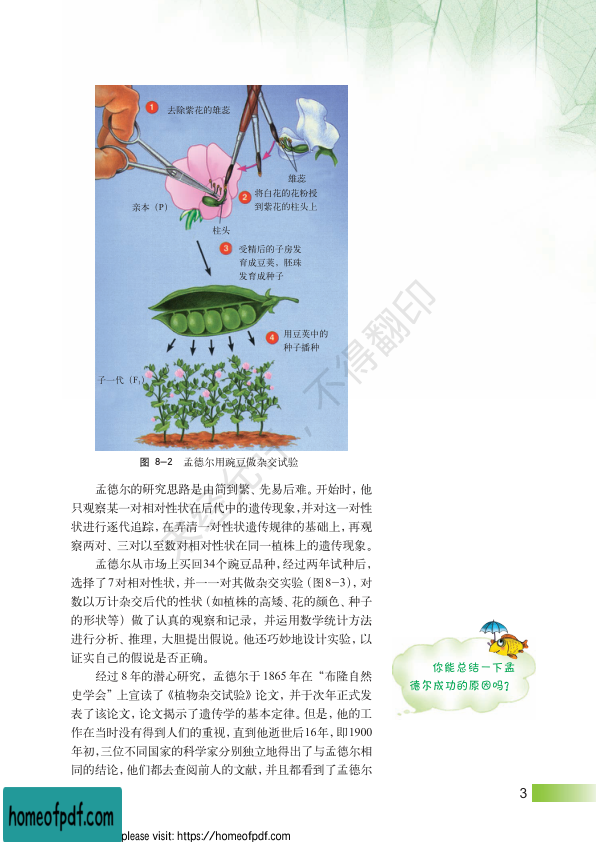 1 去除紫花的雄蕊
雄蕊
2 将白花的花粉授
到紫花的柱头上
亲本（P）
柱头
3 受精后的子房发
育成豆荚，胚珠
发育成种子
4 用豆荚中的
种子播种
子一代（F₁）
图 8-2 孟德尔用豌豆做杂交试验
孟德尔的研究思路是由简到繁、先易后难。开始时，他
只观察某一对相对性状在后代中的遗传现象，并对这一对性
状进行逐代追踪，在弄清一对性状遗传规律的基础上，再观
察两对、三对以至数对相对性状在同一植株上的遗传现象。
孟德尔从市场上买回34个豌豆品种，经过两年试种后，
选择了7对相对性状，并一一对其做杂交实验（图8-3），对
数以万计杂交后代的性状（如植株的高矮、花的颜色、种子
的形状等）做了认真的观察和记录，并运用数学统计方法
进行分析、推理，大胆提出假说。他还巧妙地设计实验，以
证实自己的假说是否正确。
经过8年的潜心研究，孟德尔于1865年在“布隆自然
史学会”上宣读了《植物杂交试验》论文，并于次年正式发
表了该论文，论文揭示了遗传学的基本定律。但是，他的工
作在当时没有得到人们的重视，直到他逝世后16年，即1900
年初，三位不同国家的科学家分别独立地得出了与孟德尔相
同的结论，他们都去查阅前人的文献，并且都看到了孟德尔
你能总结一下孟
德尔成功的原因吗？
不得翻印
3
homeofpdf.com
please visit: https://homeofpdf.com